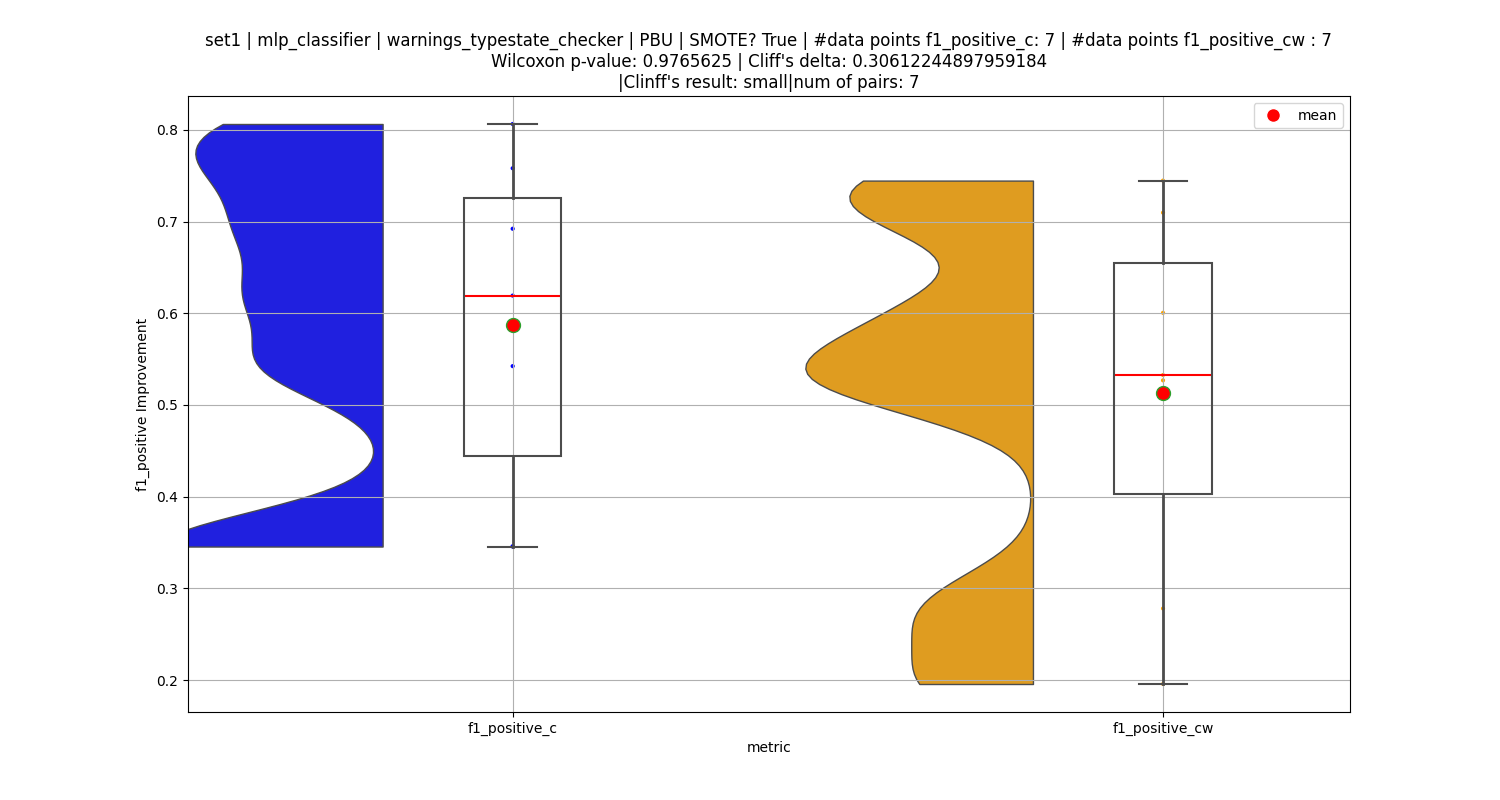 set1 | mlp_classifier | warnings_typestate_checker | PBU | SMOTE? True | #data points f1_positive_c: 7 | #data points f1_positive_cw : 7
Wilcoxon p-value: 0.9765625 | Cliff's delta: 0.30612244897959184
|Clinff's result: small|num of pairs: 7
mean
0.8
0.7
0.6
0.5
0.4
0.3
0.2
f1_positive Improvement
f1_positive_c
f1_positive_cw
metric